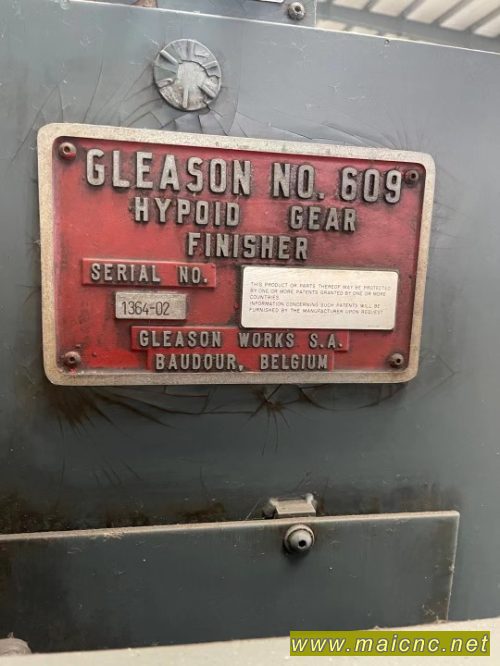 GLEASON NO. 609
HYPOID GEAR
FINISHER
SERIAL NO.
1364-02
THIS PRODUCT OR PARTS THEREOF MAY BE PROTECTED
BY ONE OR MORE PATENTS GRANTED BY ONE OR MORE
COUNTRIES.
INFORMATION CONCERNING SUCH PATENTS WILL BE
FURNISHED BY THE MANUFACTURER UPON REQUEST
GLEASON WORKS S.A.
BAUDOUR, BELGIUM
www.maicnc.net